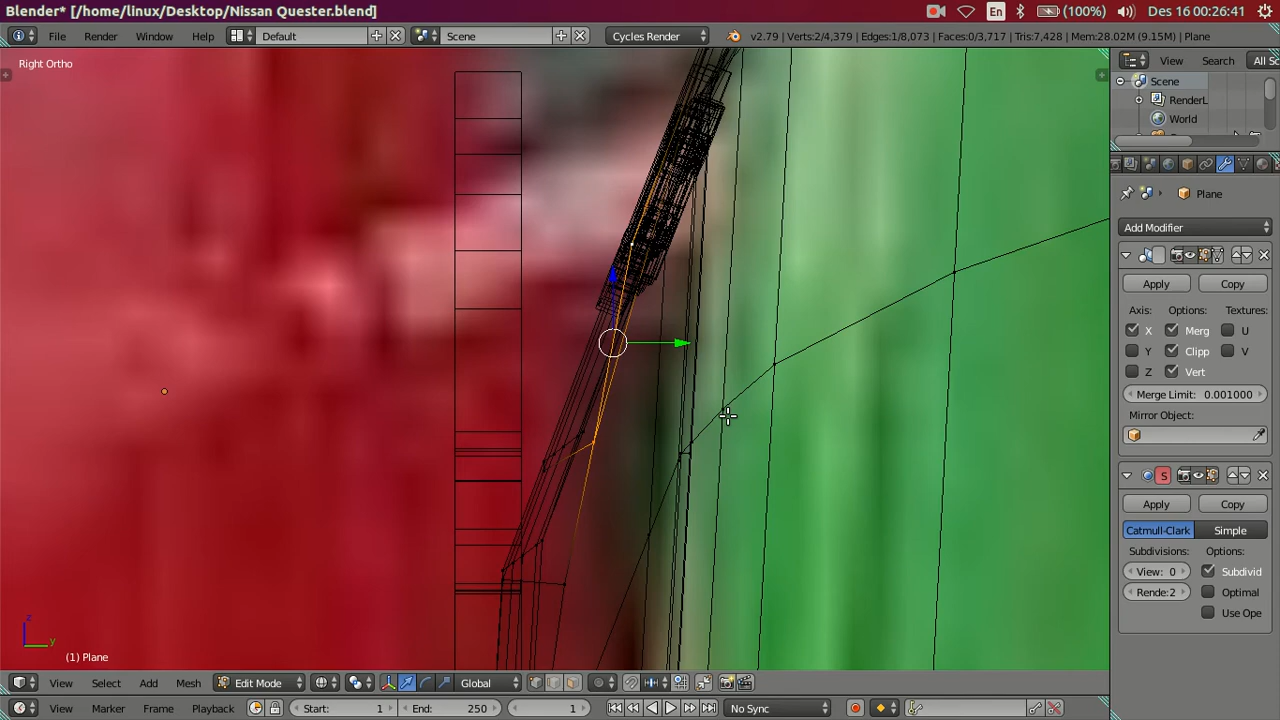 Blender* [/home/linux/Desktop/Nissan Quester.blend]
En (100%) Des 16 00:26:41
File Render Window Help Default Scene Cycles Render v2.79 | Verts:2/4,379 | Edges:1/8,073 | Faces:0/3,717 | Tris:7,428 | Mem:28.02M (9.15M) | Plane
Right Ortho
View Search All Sc
Scene
RenderL
World
Plane
Add Modifier
Apply Copy
Axis: Options: Textures:
X Merg U
Y Clipp V
Z Vert
Merge Limit: 0.001000
Mirror Object:
S
Apply Copy
Catmull-Clark Simple
Subdivisions: Options:
View: 0 Subdivid
Rende: 2 Optimal
Use Ope
z
y
(1) Plane
View Select Add Mesh Edit Mode Global
View Marker Frame Playback Start: 1 End: 250 1 No Sync